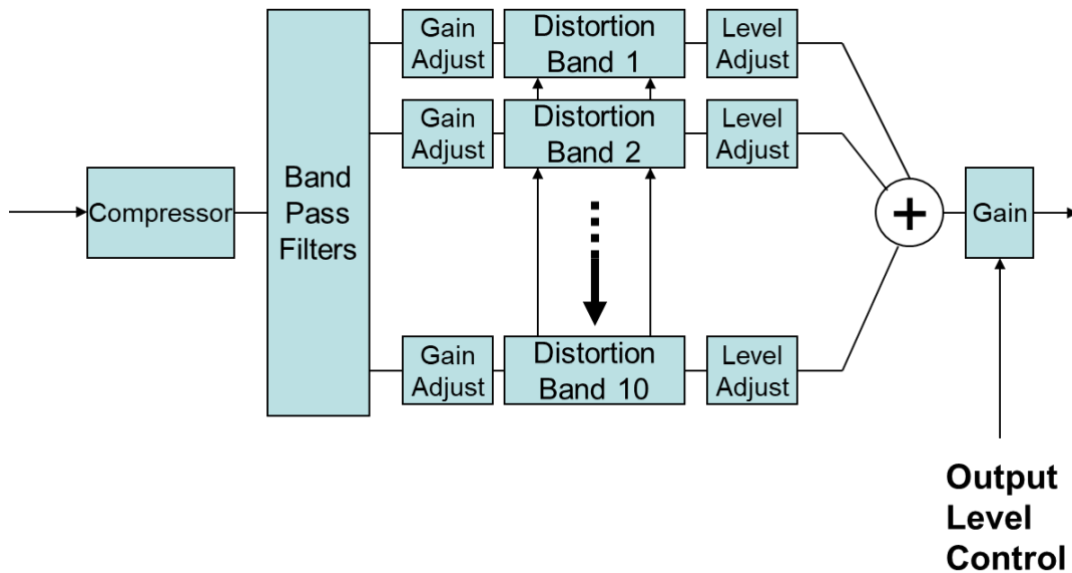 Gain
Adjust
Distortion
Band 1
Level
Adjust
Gain
Adjust
Distortion
Band 2
Level
Adjust
Compressor
Band
Pass
Filters
+
Gain
Gain
Adjust
Distortion
Band 10
Level
Adjust
Output
Level
Control